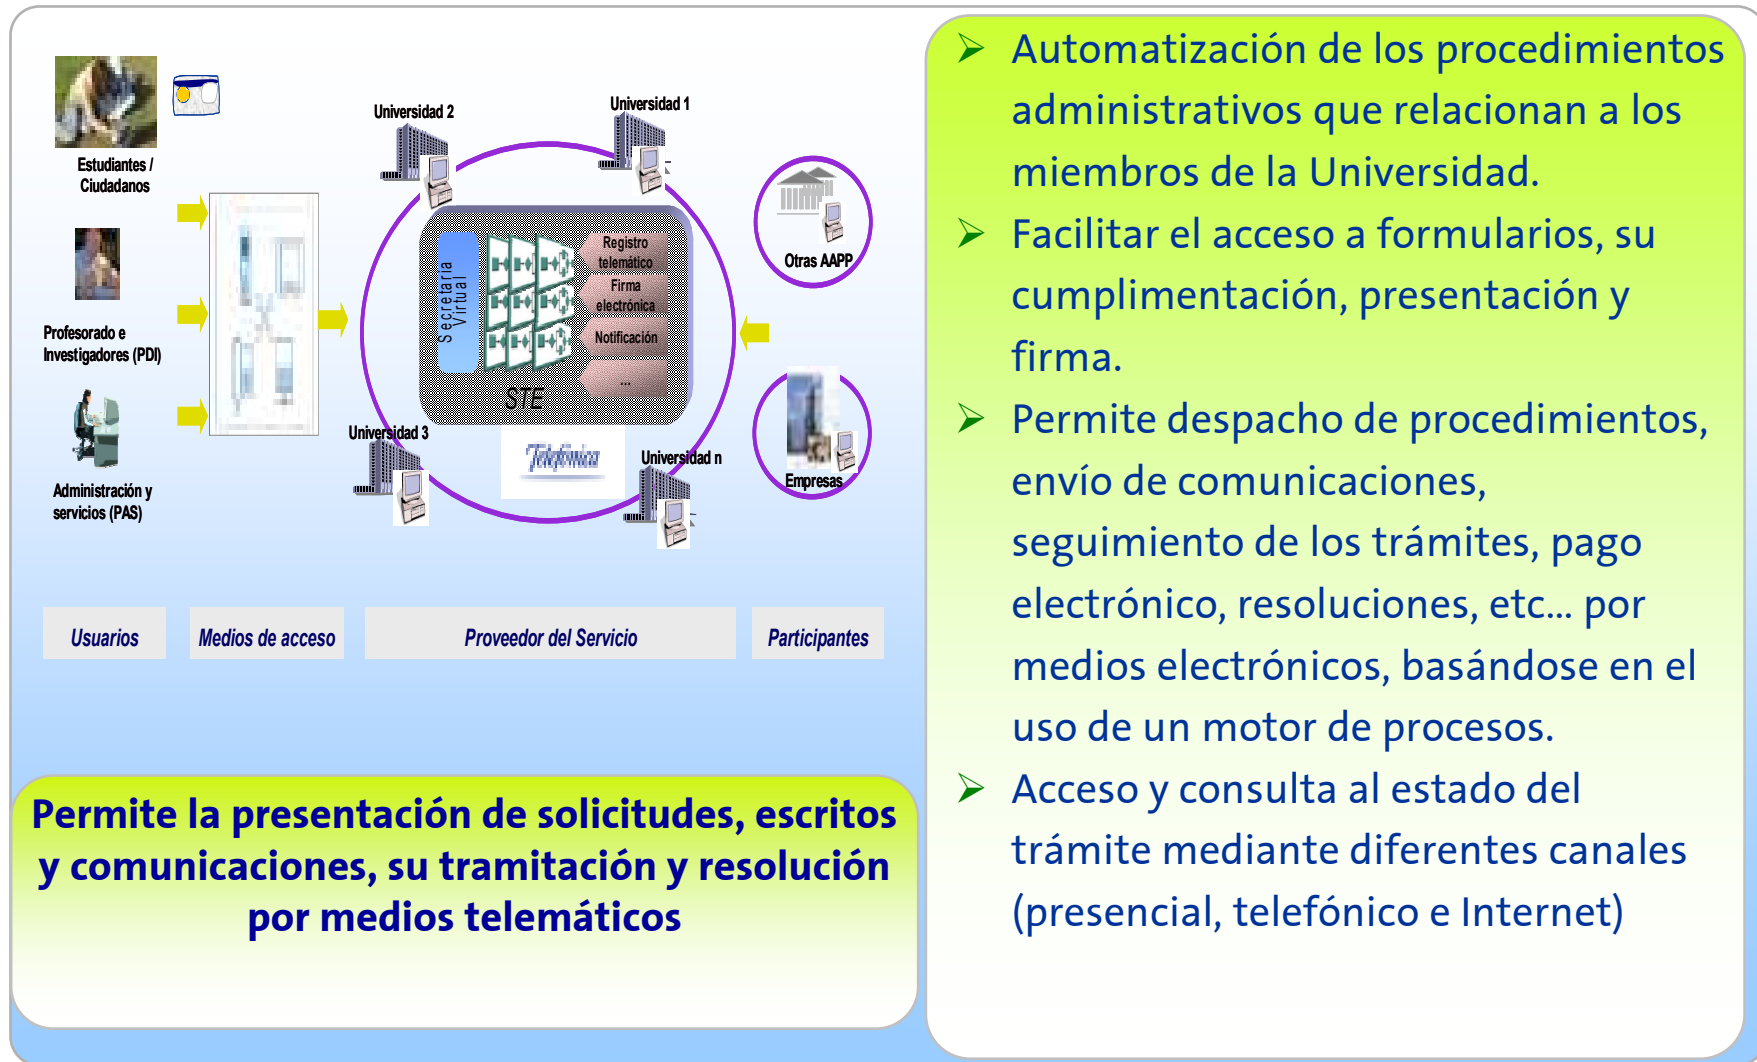 Estudiantes /
Ciudadanos
Profesorado e
Investigadores (PDI)
Administración y
servicios (PAS)
Universidad 2
Universidad 1
Secretaria
Virtual
Registro
telemático
Firma
electrónica
Notificación
...
STE
Universidad 3
Telefónica
Universidad n
Otras AAPP
Empresas
Usuarios
Medios de acceso
Proveedor del Servicio
Participantes
Permite la presentación de solicitudes, escritos
y comunicaciones, su tramitación y resolución
por medios telemáticos
➢ Automatización de los procedimientos
administrativos que relacionan a los
miembros de la Universidad.
➢ Facilitar el acceso a formularios, su
cumplimentación, presentación y
firma.
➢ Permite despacho de procedimientos,
envío de comunicaciones,
seguimiento de los trámites, pago
electrónico, resoluciones, etc... por
medios electrónicos, basándose en el
uso de un motor de procesos.
➢ Acceso y consulta al estado del
trámite mediante diferentes canales
(presencial, telefónico e Internet)